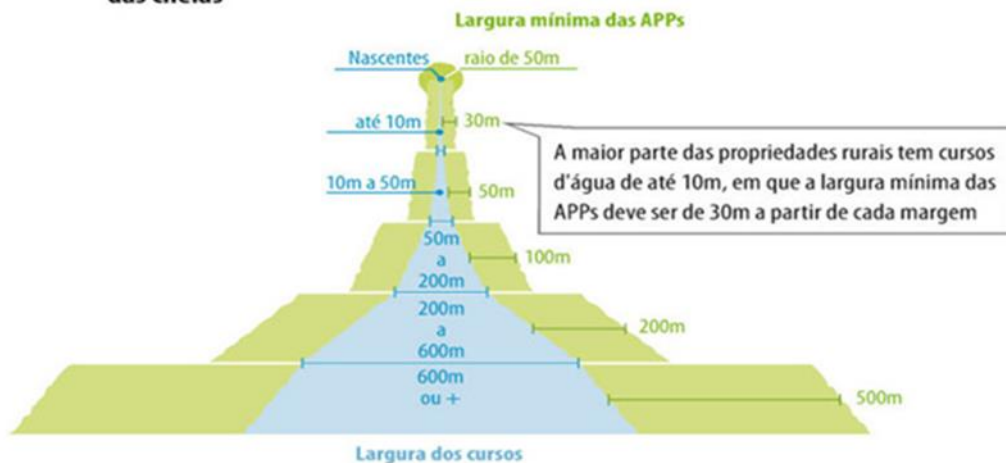 das cheias
Largura mínima das APPs
Nascentes
raio de 50m
até 10m
30m
A maior parte das propriedades rurais tem cursos
d'água de até 10m, em que a largura mínima das
APPs deve ser de 30m a partir de cada margem
10m a 50m
50m
50m
a
200m
100m
200m
a
600m
200m
600m
ou +
500m
Largura dos cursos